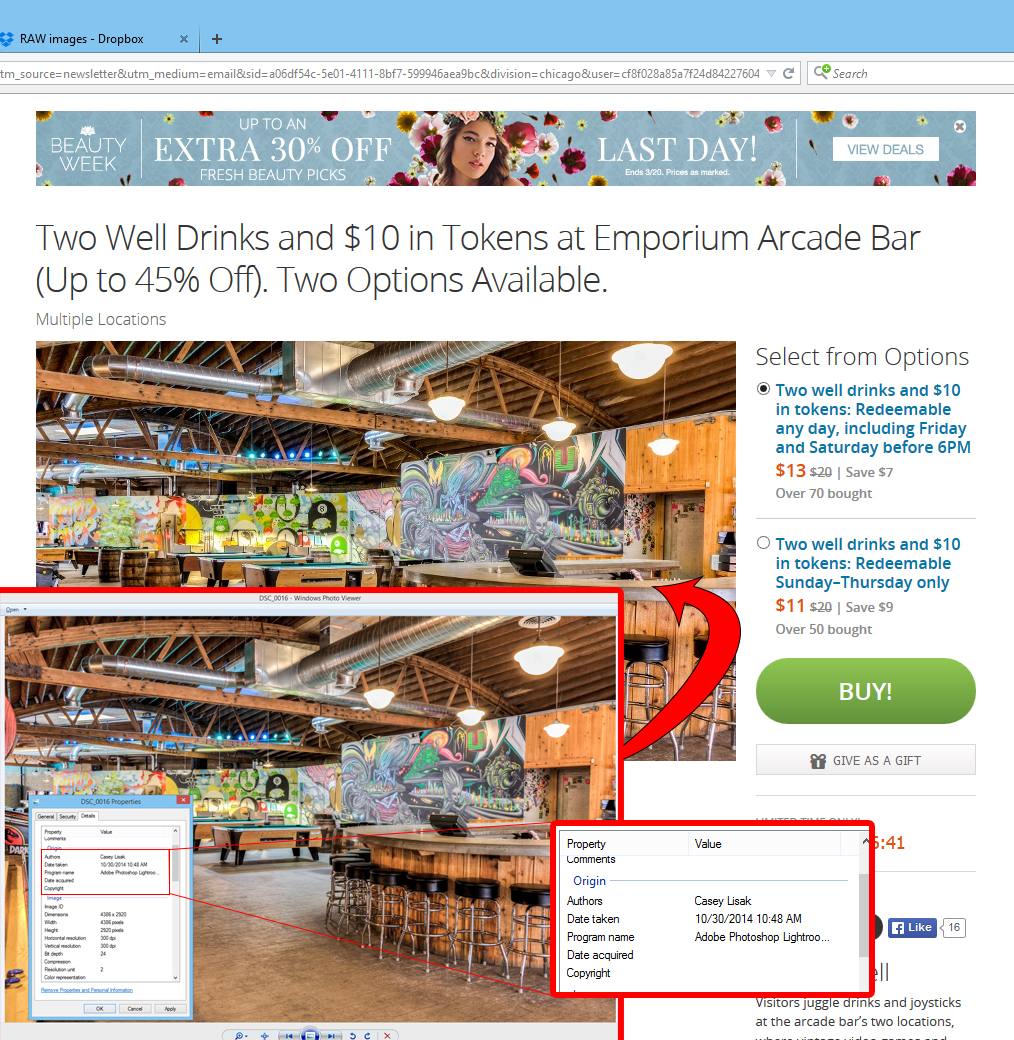 RAW images - Dropbox
tm_source=newsletter&utm_medium=email&sid=a06df54c-5e01-4111-8bf7-599946aea9bc&division=chicago&user=cf8f028a85a7f24d84227604
Search
BEAUTY
WEEK
UP TO AN
EXTRA 30% OFF
FRESH BEAUTY PICKS
LAST DAY!
Ends 3/20. Prices as marked.
VIEW DEALS
Two Well Drinks and $10 in Tokens at Emporium Arcade Bar
(Up to 45% Off). Two Options Available.
Multiple Locations
Select from Options
Two well drinks and $10
in tokens: Redeemable
any day, including Friday
and Saturday before 6PM
$13 $20 | Save $7
Over 70 bought
Two well drinks and $10
in tokens: Redeemable
Sunday–Thursday only
$11 $20 | Save $9
Over 50 bought
BUY!
GIVE AS A GIFT
LIMITED TIME ONLY!
:41
Like 16
ell
Visitors juggle drinks and joysticks
at the arcade bar's two locations,
where vintage video games and
DSC_0016 - Windows Photo Viewer
Open
PARK
DSC_0016 Properties
General Security Details
Property Value
Comments
Origin
Authors Casey Lisak
Date taken 10/30/2014 10:48 AM
Program name Adobe Photoshop Lightroo...
Date acquired
Copyright
Image
Image ID
Dimensions 4386 x 2920
Width 4386 pixels
Height 2920 pixels
Horizontal resolution 300 dpi
Vertical resolution 300 dpi
Bit depth 24
Compression
Resolution unit 2
Color representation
Remove Properties and Personal Information
OK Cancel Apply
Property Value
Comments
Origin
Authors Casey Lisak
Date taken 10/30/2014 10:48 AM
Program name Adobe Photoshop Lightroo...
Date acquired
Copyright